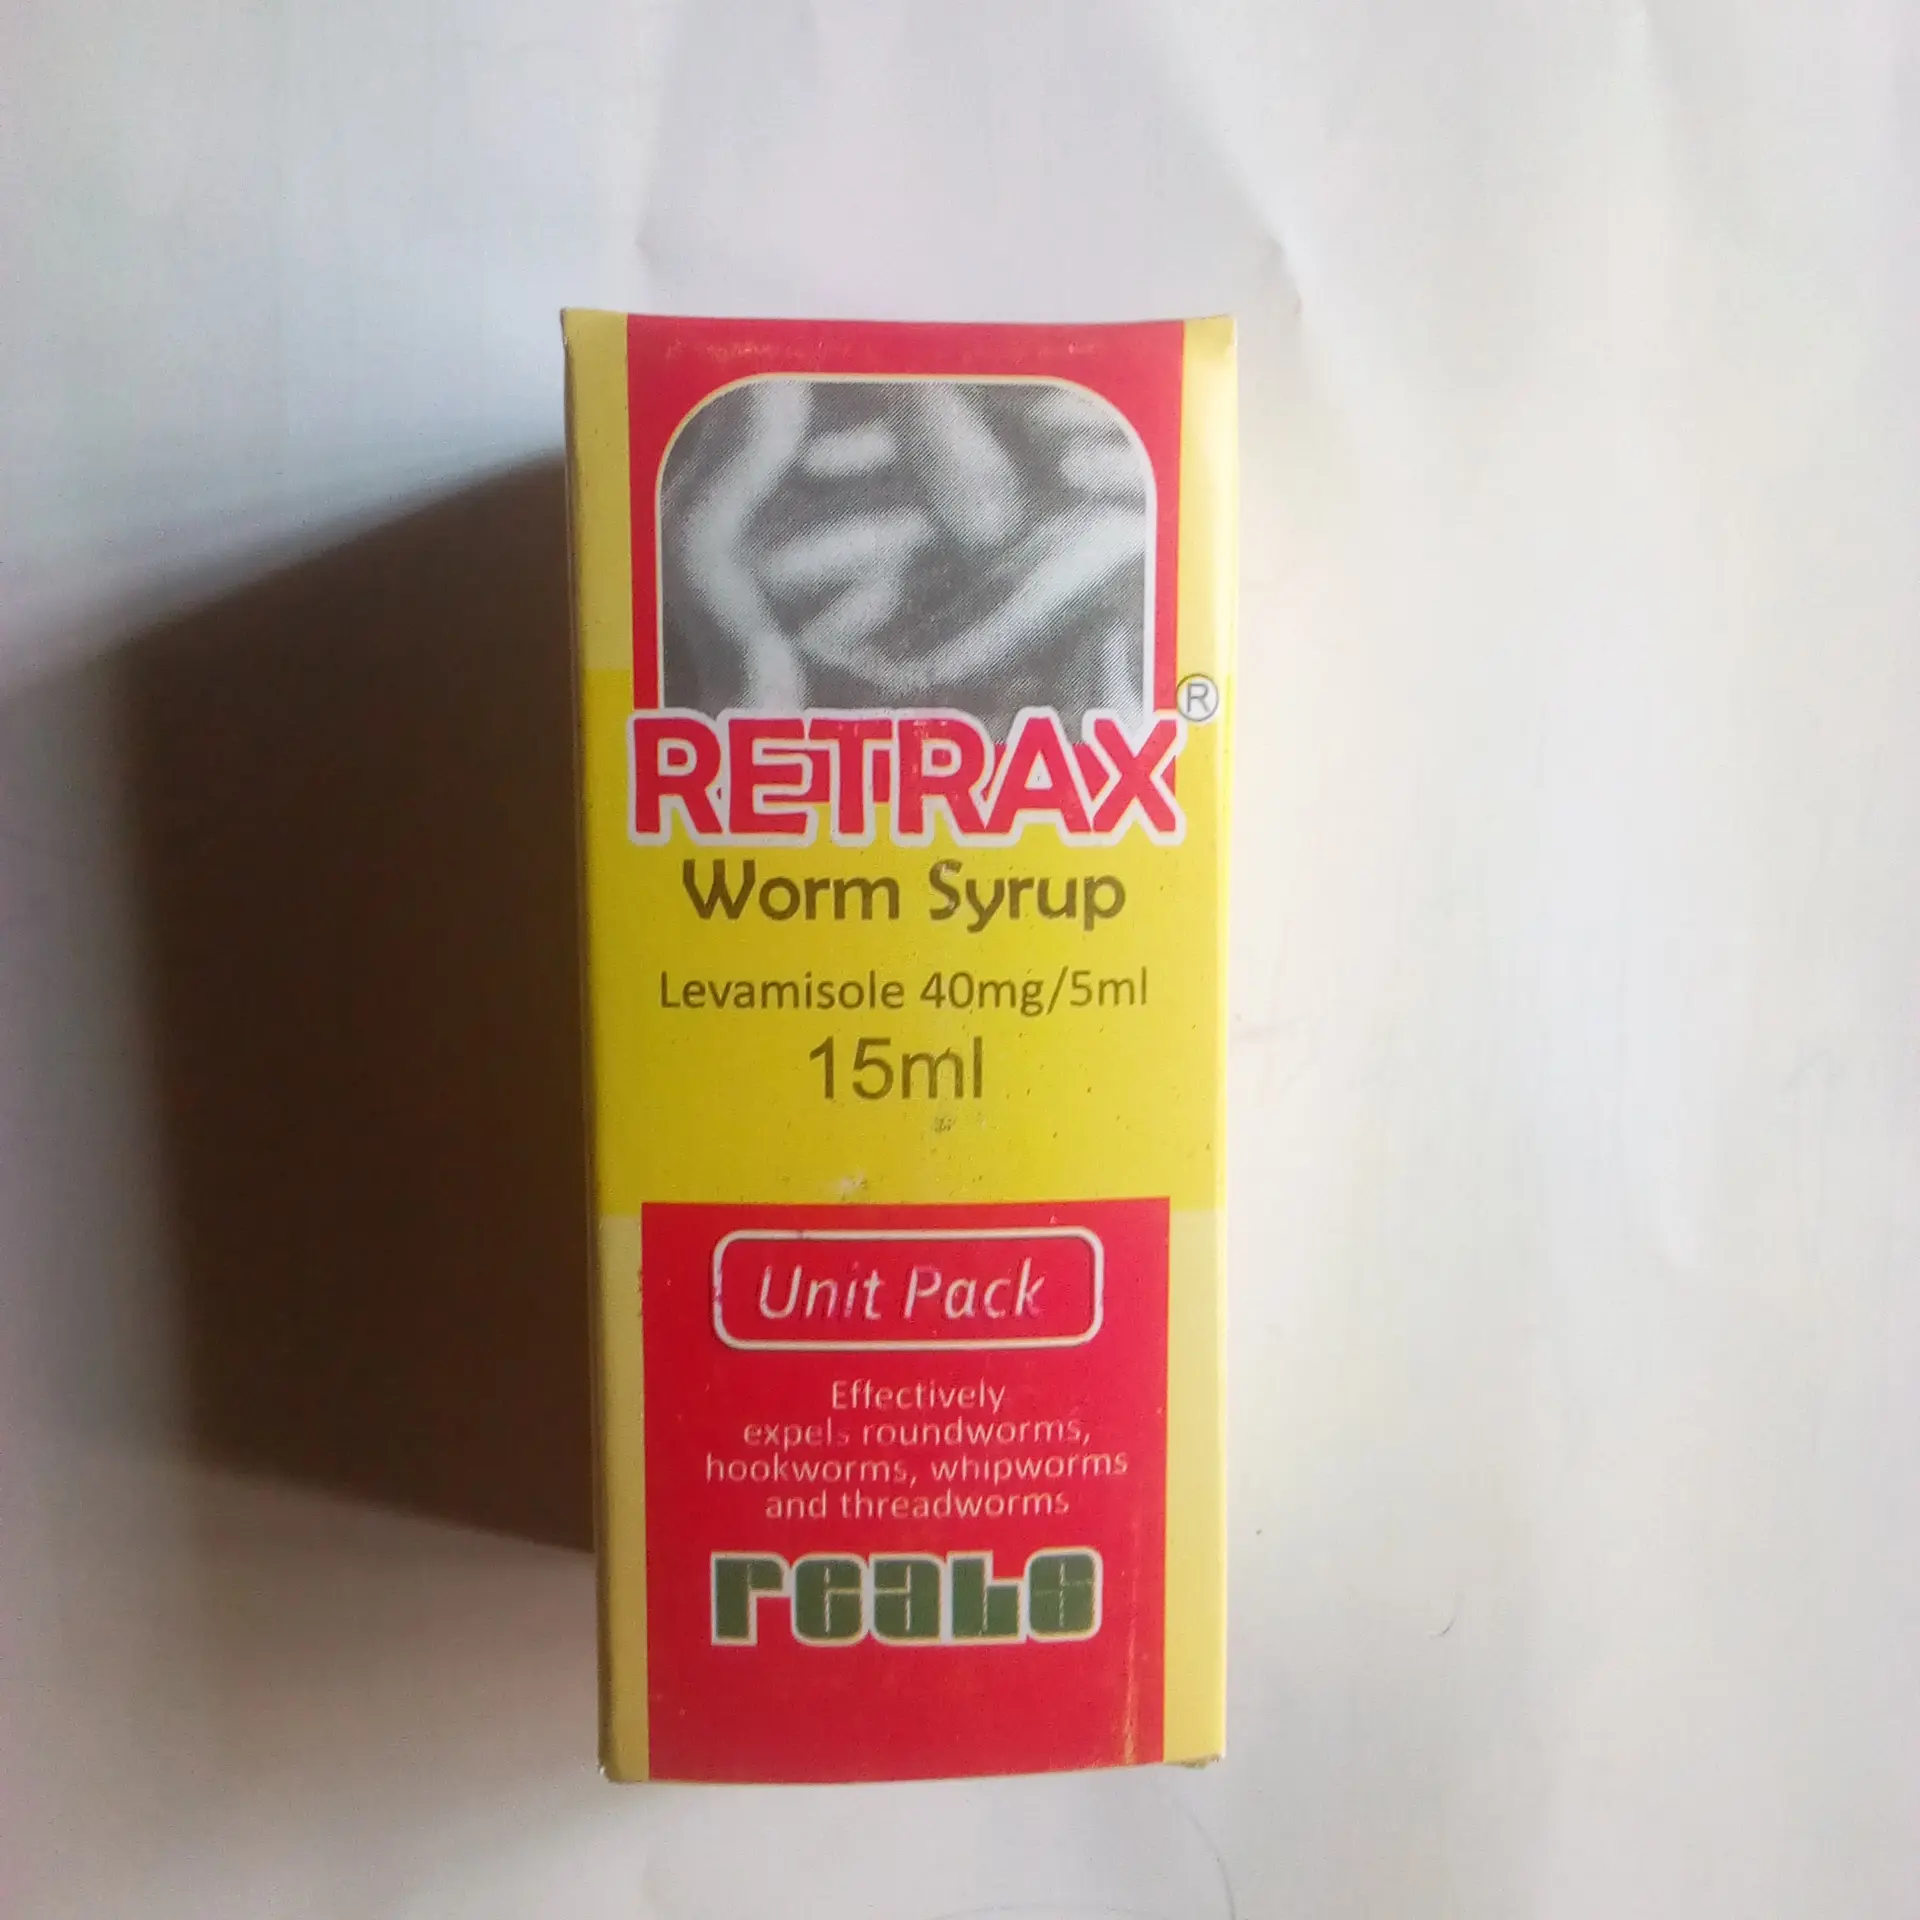 RETRAX®
Worm Syrup
Levamisole 40mg/5ml
15ml
Unit Pack
Effectively
expels roundworms,
hookworms, whipworms
and threadworms
reals